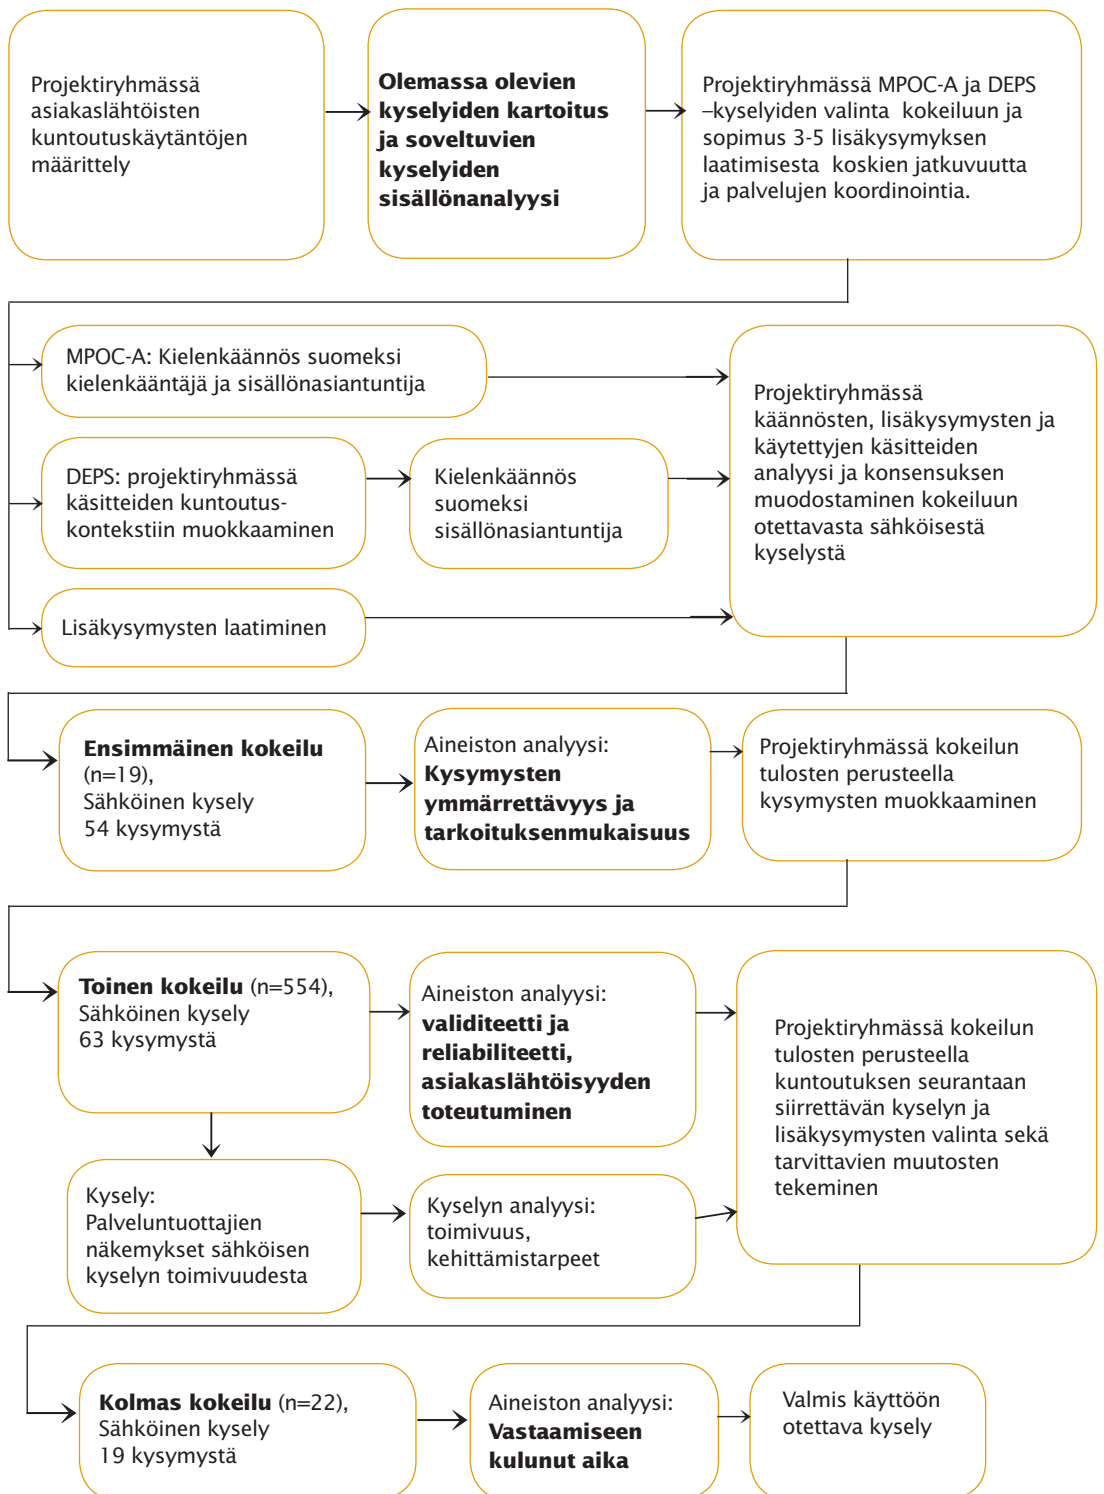 Projektiryhmässä
asiakaslähtöisten
kuntoutuskäytäntöjen
määrittely
Olemassa olevien
kyselyiden kartoitus
ja soveltuvien
kyselyiden
sisällönanalyysi
Projektiryhmässä MPOC-A ja DEPS
–kyselyiden valinta kokeiluun ja
sopimus 3-5 lisäkysymyksen
laatimisesta koskien jatkuvuutta
ja palvelujen koordinointia.
MPOC-A: Kielenkäännös suomeksi
kielenkääntäjä ja sisällönasiantuntija
DEPS: projektiryhmässä
käsitteiden kuntoutus-
kontekstiin muokkaaminen
Kielenkäännös
suomeksi
sisällönasiantuntija
Lisäkysymysten laatiminen
Projektiryhmässä
käännösten, lisäkysymysten ja
käytettyjen käsitteiden
analyysi ja konsensuksen
muodostaminen kokeiluun
otettavasta sähköisestä
kyselystä
Ensimmäinen kokeilu
(n=19),
Sähköinen kysely
54 kysymystä
Aineiston analyysi:
Kysymysten
ymmärrettävyys ja
tarkoituksenmukaisuus
Projektiryhmässä kokeilun
tulosten perusteella
kysymysten muokkaaminen
Toinen kokeilu (n=554),
Sähköinen kysely
63 kysymystä
Aineiston analyysi:
validiteetti ja
reliabiliteetti,
asiakaslähtöisyyden
toteutuminen
Kysely:
Palveluntuottajien
näkemykset sähköisen
kyselyn toimivuudesta
Kyselyn analyysi:
toimivuus,
kehittämistarpeet
Projektiryhmässä kokeilun
tulosten perusteella
kuntoutuksen seurantaan
siirrettävän kyselyn ja
lisäkysymysten valinta sekä
tarvittavien muutosten
tekeminen
Kolmas kokeilu (n=22),
Sähköinen kysely
19 kysymystä
Aineiston analyysi:
Vastaamiseen
kulunut aika
Valmis käyttöön
otettava kysely